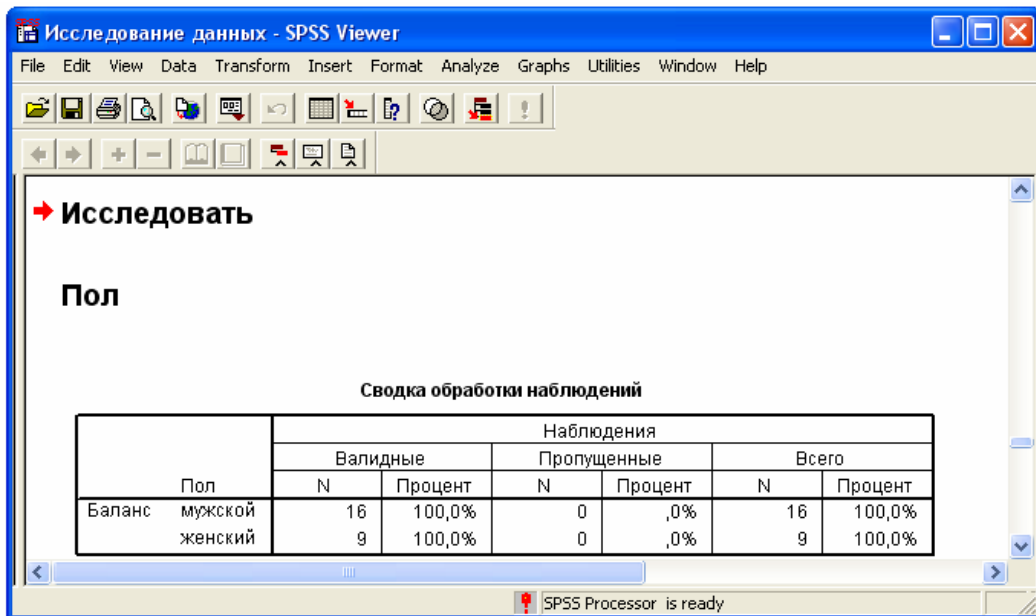 Исследование данных - SPSS Viewer
File Edit View Data Transform Insert Format Analyze Graphs Utilities Window Help
Исследовать
Пол
Сводка обработки наблюдений
Наблюдения
Валидные Пропущенные Всего
Пол N Процент N Процент N Процент
Баланс мужской 16 100,0% 0 ,0% 16 100,0%
женский 9 100,0% 0 ,0% 9 100,0%
SPSS Processor is ready